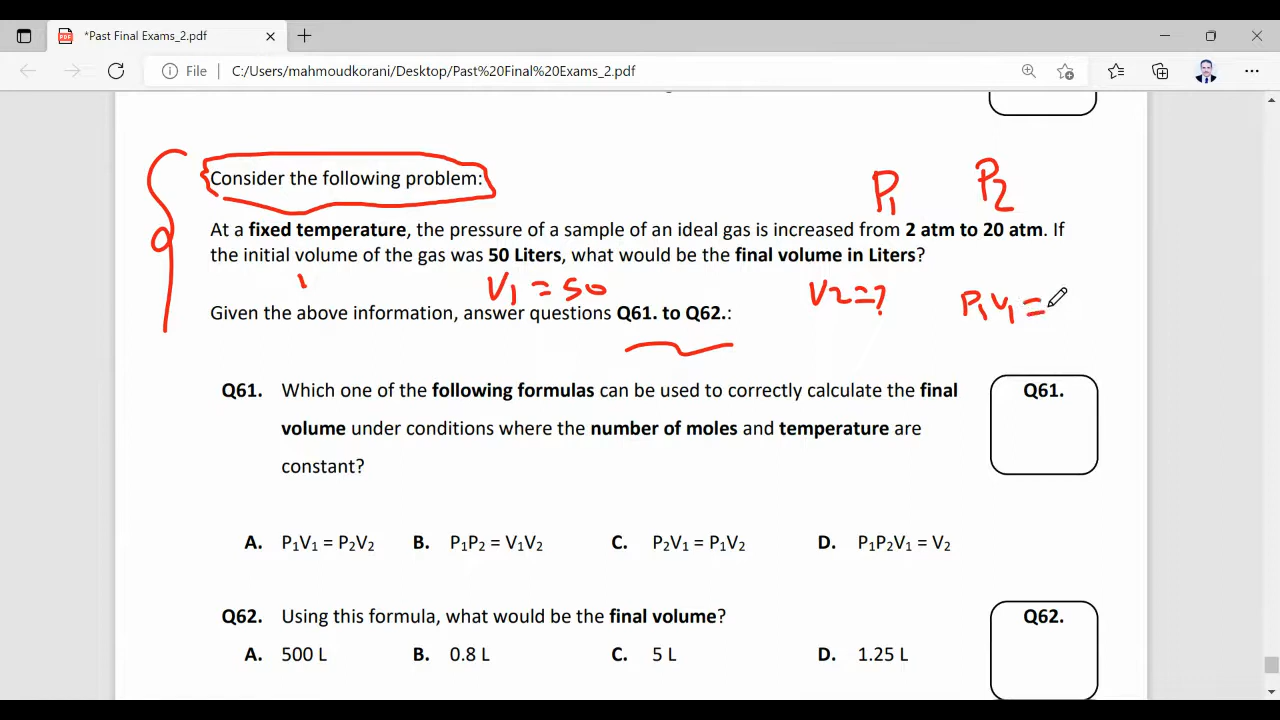 *Past Final Exams_2.pdf
File C:/Users/mahmoudkorani/Desktop/Past%20Final%20Exams_2.pdf
Consider the following problem:
P1 P2
At a fixed temperature, the pressure of a sample of an ideal gas is increased from 2 atm to 20 atm. If
the initial volume of the gas was 50 Liters, what would be the final volume in Liters?
V1 = 50 V2=? P1V1 =
Given the above information, answer questions Q61. to Q62.:
Q61. Which one of the following formulas can be used to correctly calculate the final Q61.
volume under conditions where the number of moles and temperature are
constant?
A. P₁V₁ = P₂V₂ B. P₁P₂ = V₁V₂ C. P₂V₁ = P₁V₂ D. P₁P₂V₁ = V₂
Q62. Using this formula, what would be the final volume? Q62.
A. 500 L B. 0.8 L C. 5 L D. 1.25 L